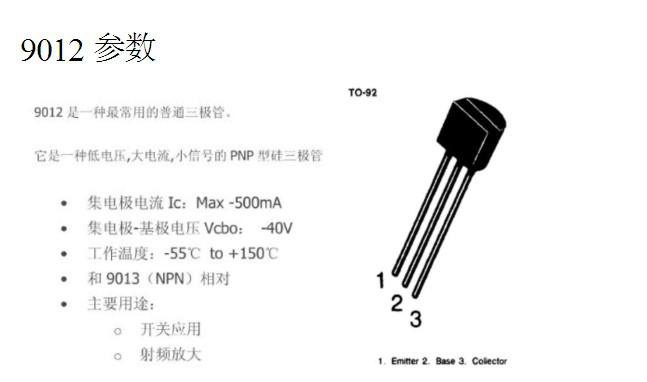 9012 参数
9012 是一种最常用的普通三极管。
它是一种低电压,大电流,小信号的 PNP 型硅三极管
• 集电极电流 Ic：Max -500mA
• 集电极-基极电压 Vcbo： -40V
• 工作温度：-55℃ to +150℃
• 和 9013（NPN）相对
• 主要用途：
o 开关应用
o 射频放大
TO-92
1
2
3
1. Emitter 2. Base 3. Collector